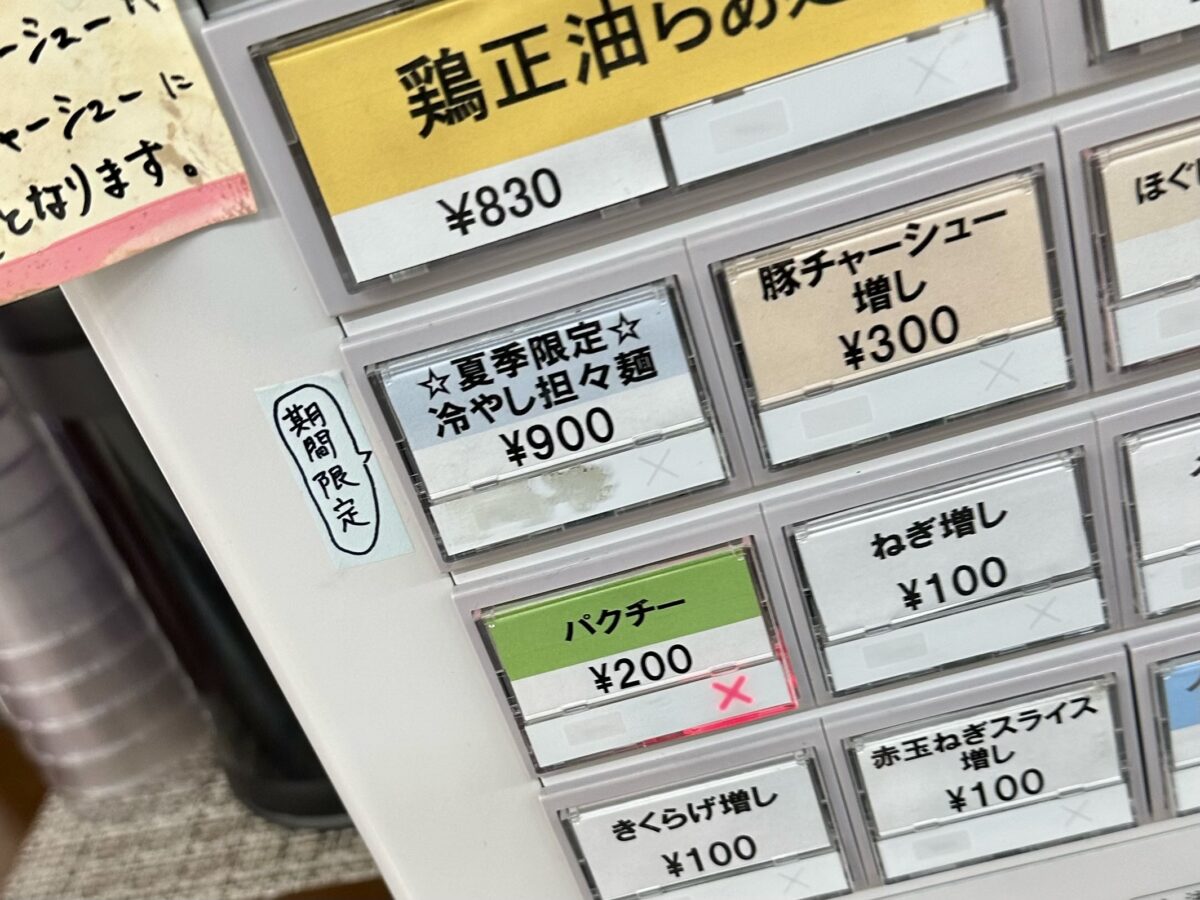 ーシュー
ャーシューに
となります。
鶏正油らぁ
¥830
☆夏季限定☆
冷やし担々麺
¥900
期間限定
豚チャーシュー
増し
¥300
ほぐ
パクチー
¥200
×
ねぎ増し
¥100
きくらげ増し
¥100
赤玉ねぎスライス
増し
¥100